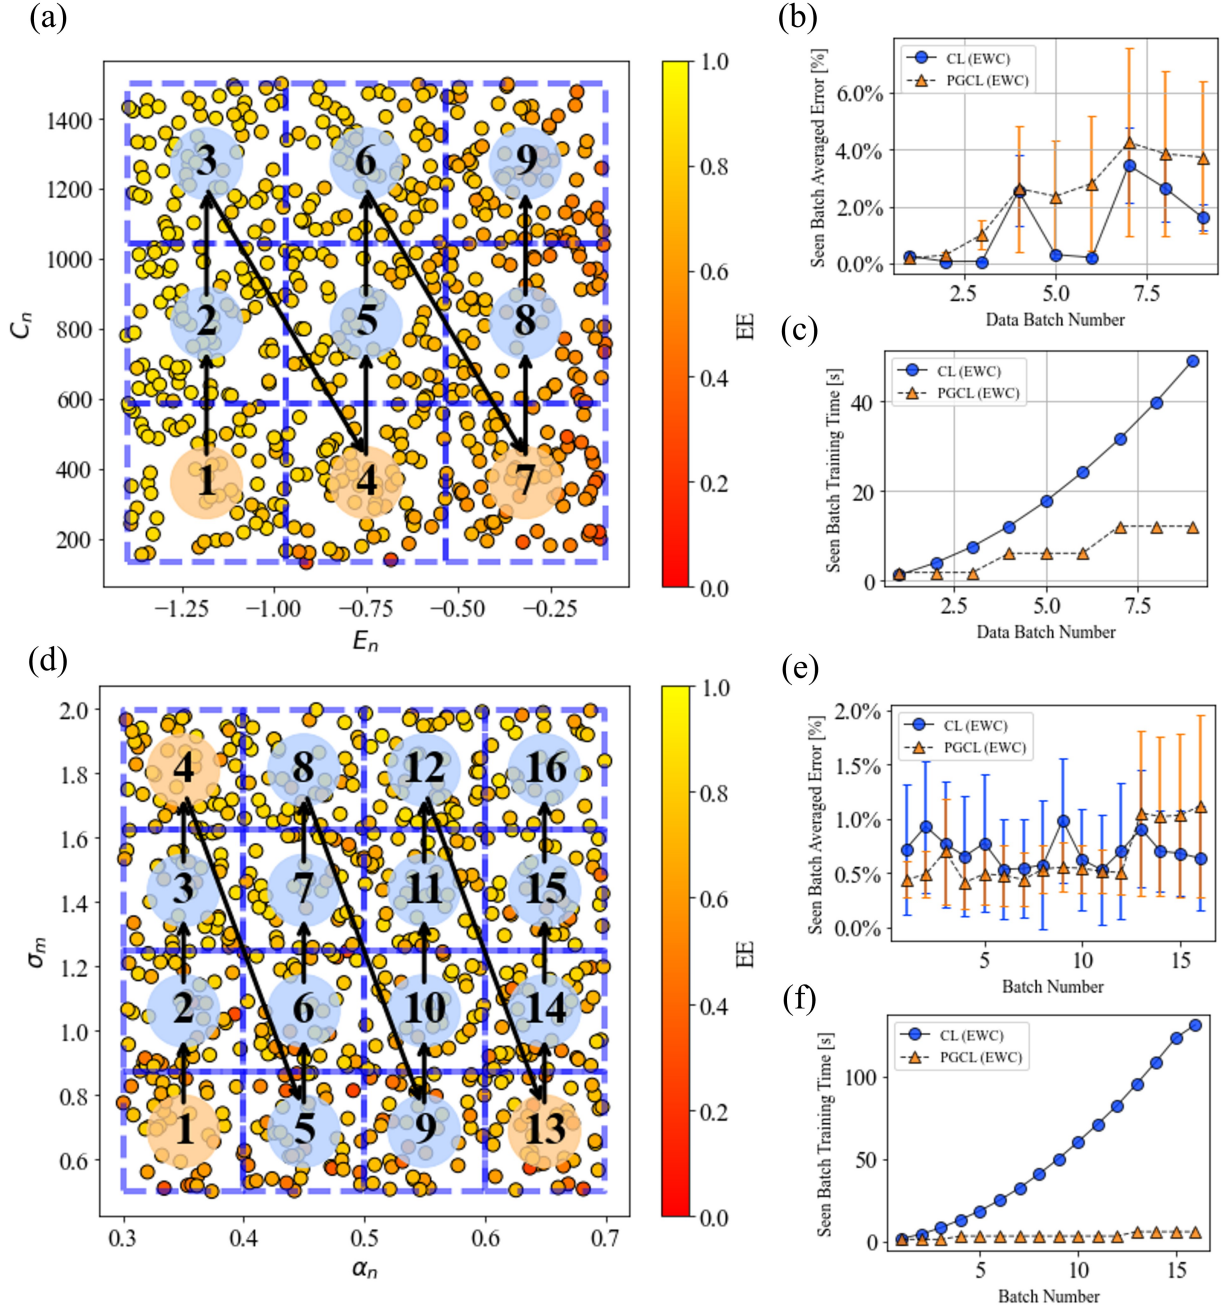 (a)
1400
1200
1000
800
600
400
200
C_n
3 6 9
2 5 8
1 4 7
−1.25 −1.00 −0.75 −0.50 −0.25
E_n
1.0
0.8
0.6
0.4
0.2
0.0
EE
(b)
Seen Batch Averaged Error [%]
6.0%
4.0%
2.0%
0.0%
CL (EWC)
PGCL (EWC)
2.5 5.0 7.5
Data Batch Number
(c)
Seen Batch Training Time [s]
40
20
0
CL (EWC)
PGCL (EWC)
2.5 5.0 7.5
Data Batch Number
(d)
2.0
1.8
1.6
1.4
1.2
1.0
0.8
0.6
σ_m
4 8 12 16
3 7 11 15
2 6 10 14
1 5 9 13
0.3 0.4 0.5 0.6 0.7
α_n
1.0
0.8
0.6
0.4
0.2
0.0
EE
(e)
Seen Batch Averaged Error [%]
2.0%
1.5%
1.0%
0.5%
0.0%
CL (EWC)
PGCL (EWC)
5 10 15
Batch Number
(f)
Seen Batch Training Time [s]
100
50
0
CL (EWC)
PGCL (EWC)
5 10 15
Batch Number